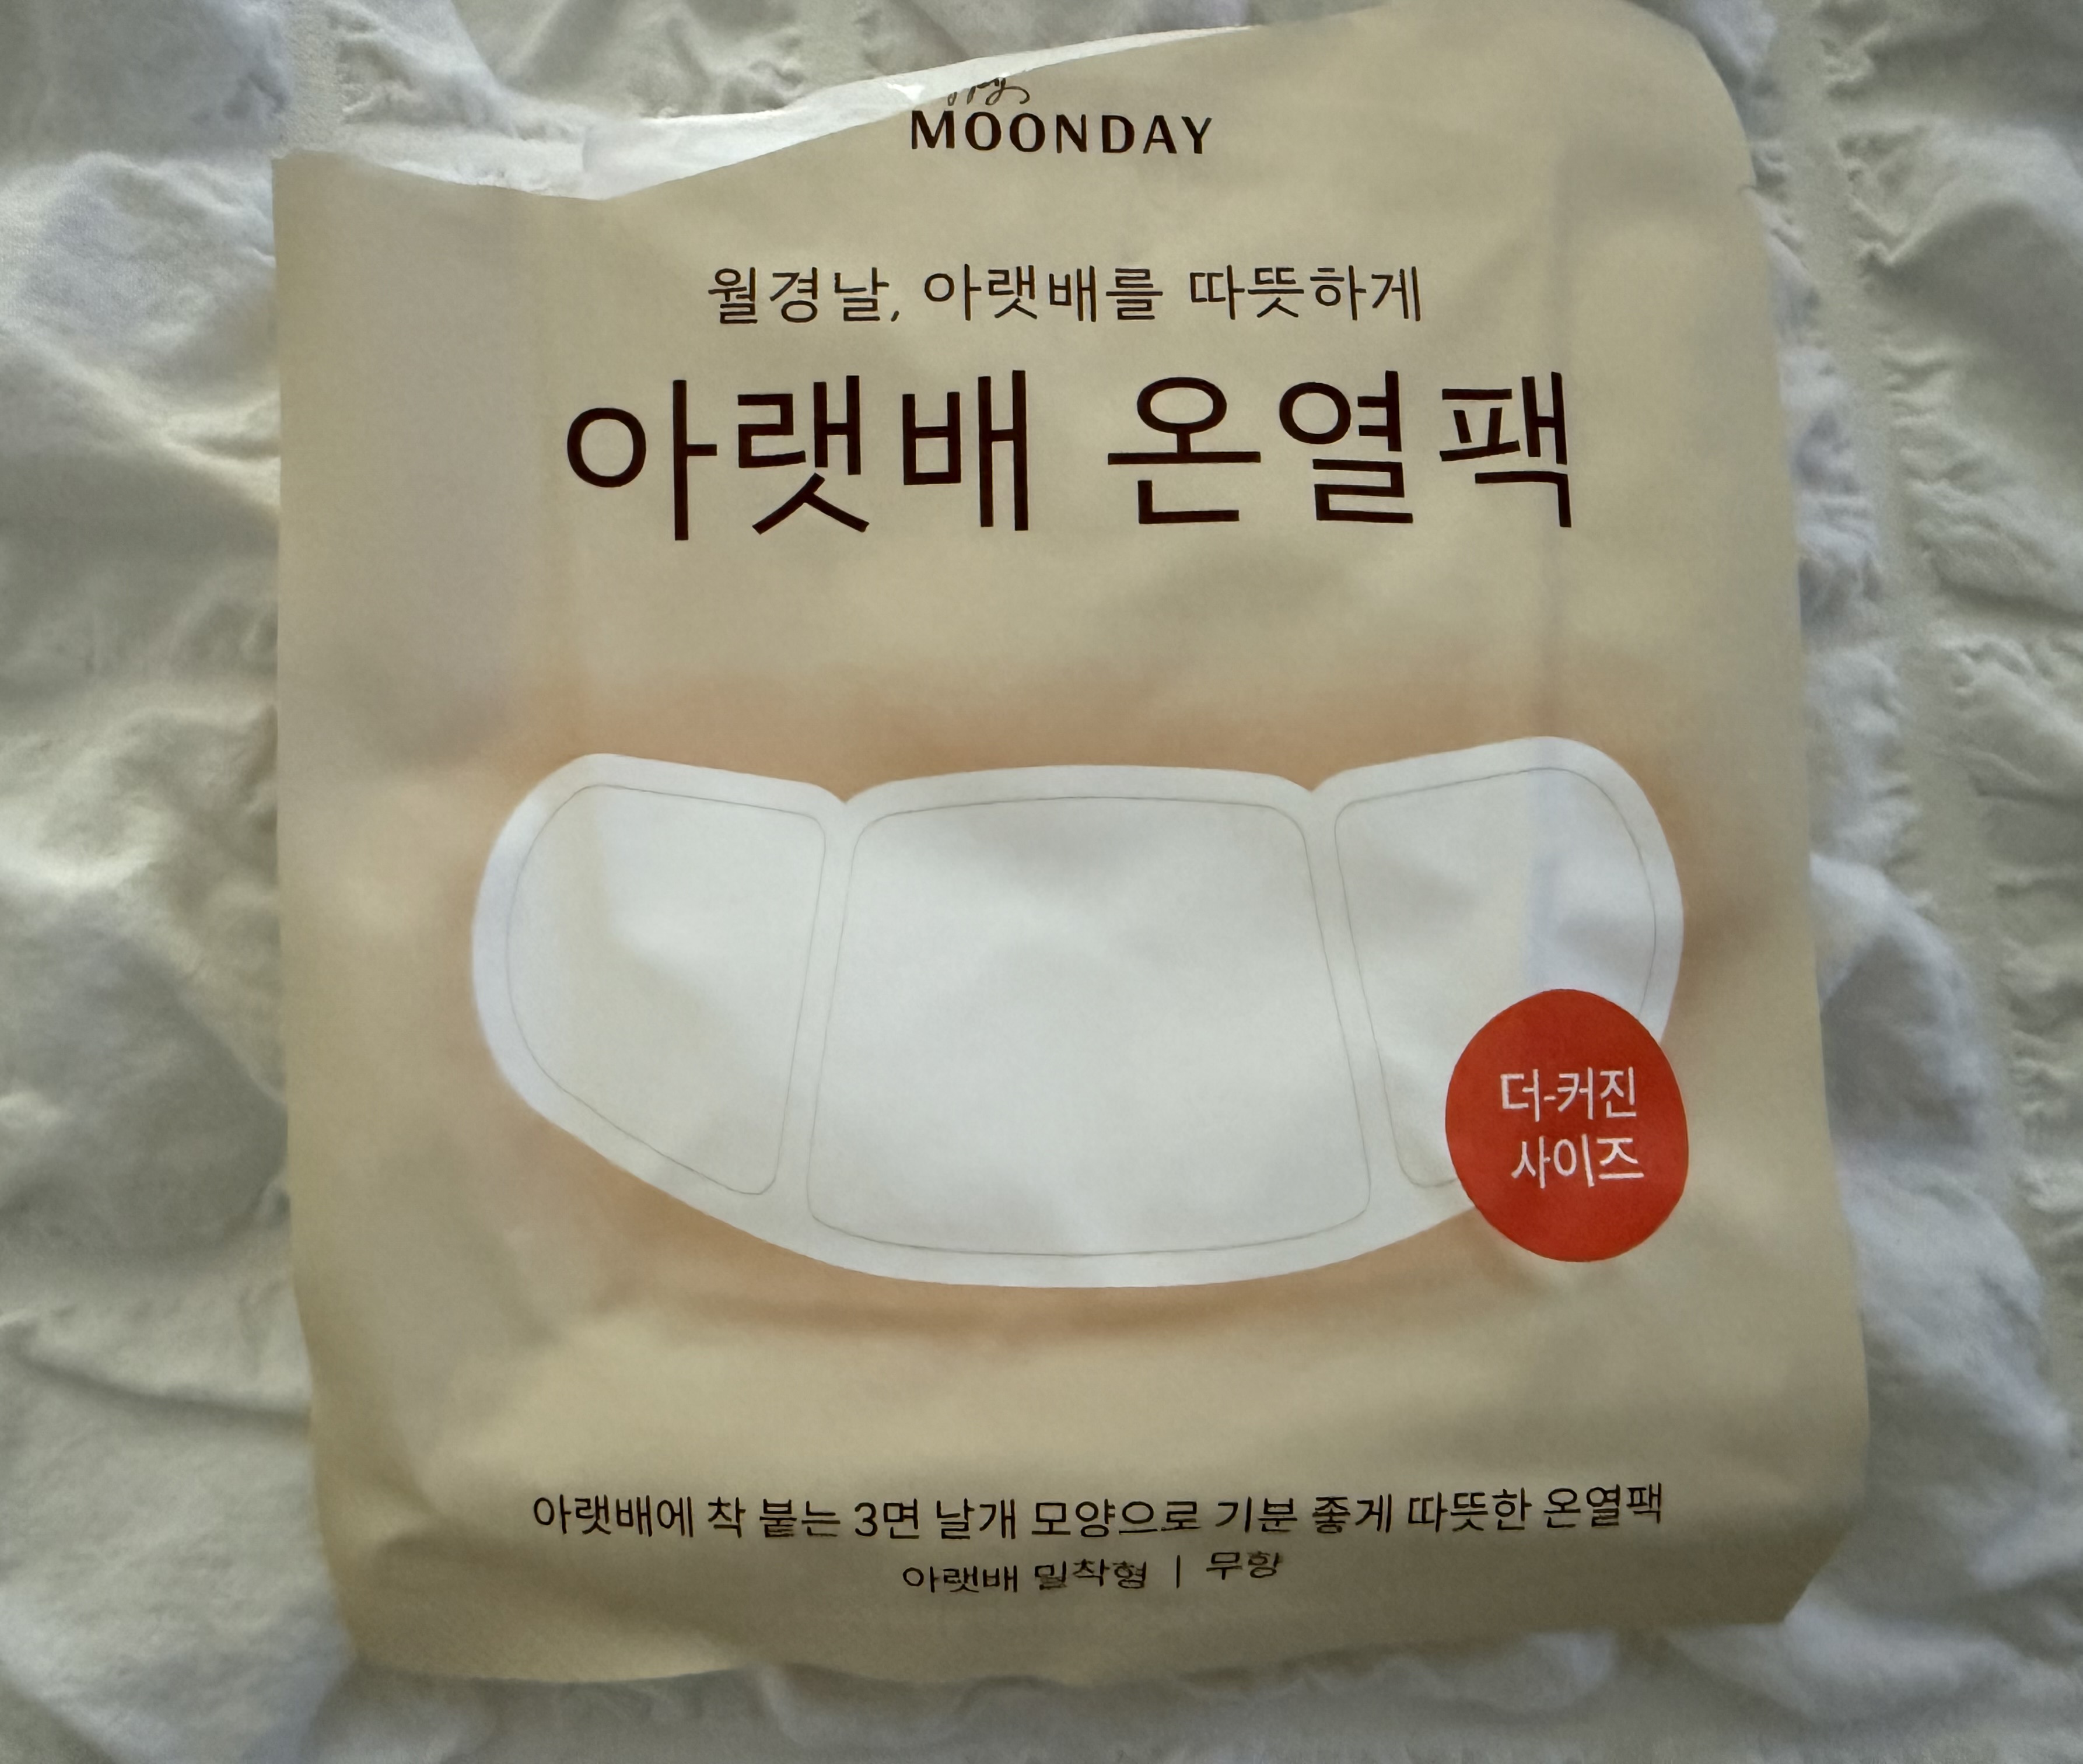 MOONDAY
월경날, 아랫배를 따뜻하게
아랫배 온열팩
더-커진
사이즈
아랫배에 착 붙는 3면 날개 모양으로 기분 좋게 따뜻한 온열팩
아랫배 밀착형 | 무향